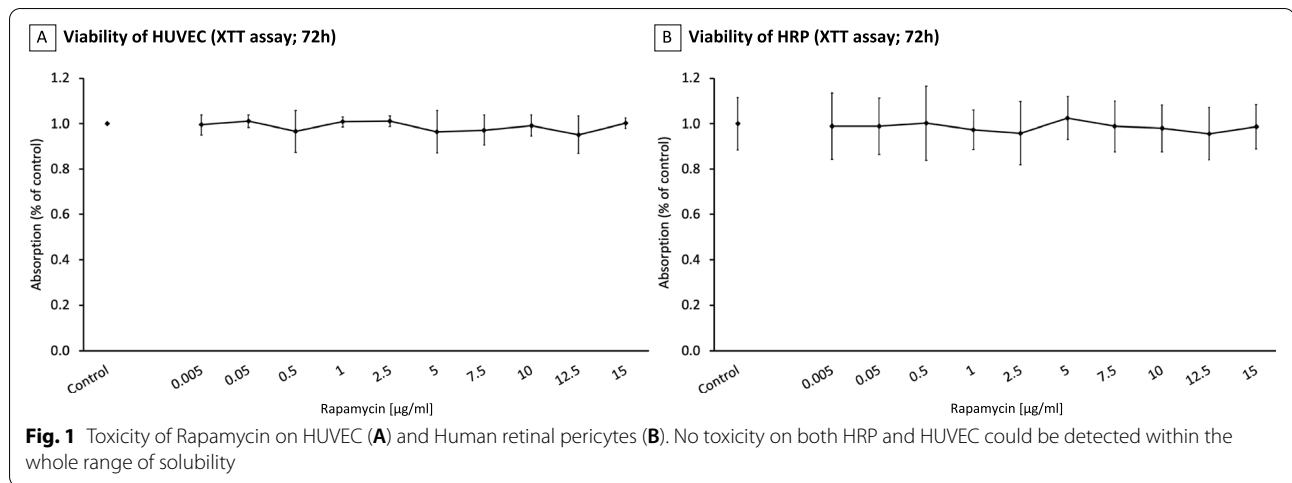 A Viability of HUVEC (XTT assay; 72h)
Absorption (% of control)
1.2
1.0
0.8
0.6
0.4
0.2
0.0
Control 0.005 0.05 0.5 1 2.5 5 7.5 10 12.5 15
Rapamycin [µg/ml]
B Viability of HRP (XTT assay; 72h)
Absorption (% of control)
1.2
1.0
0.8
0.6
0.4
0.2
0.0
Control 0.005 0.05 0.5 1 2.5 5 7.5 10 12.5 15
Rapamycin [µg/ml]
Fig. 1 Toxicity of Rapamycin on HUVEC (A) and Human retinal pericytes (B). No toxicity on both HRP and HUVEC could be detected within the
whole range of solubility